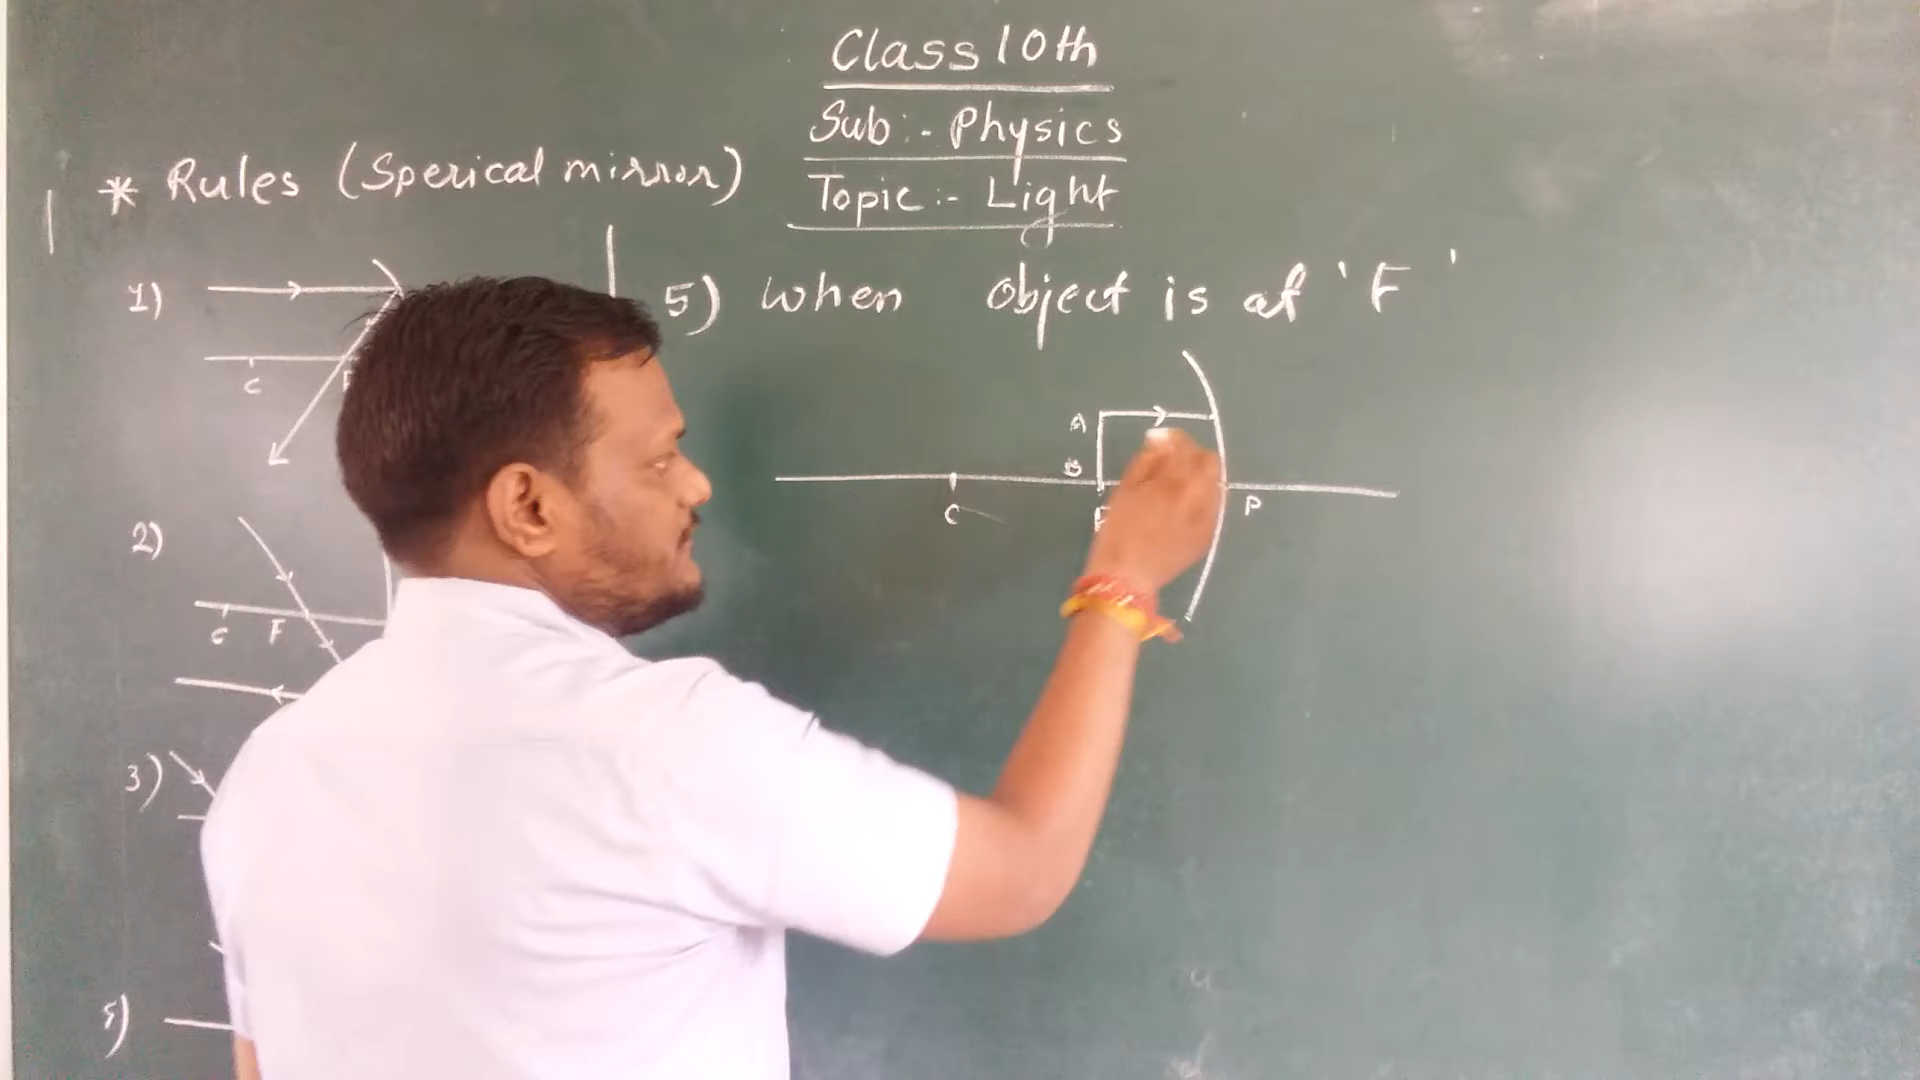 Class 10th
Sub:- Physics
Topic:- Light
* Rules (Sperical mirror)
1)
C
F
2)
C F
3)
5)
5) When object is at 'F'
A
B
C
F
P